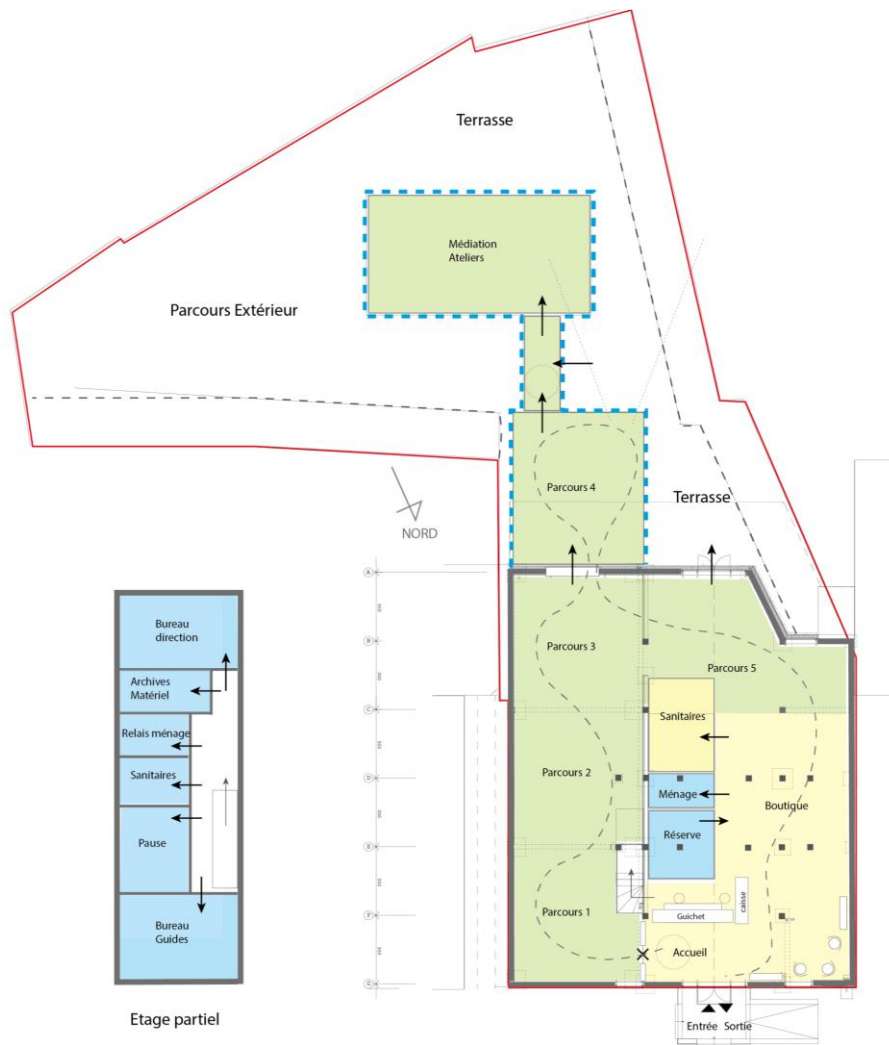 Terrasse
Médiation
Ateliers
Parcours Extérieur
Parcours 4
Terrasse
NORD
A
B
C
D
E
F
G
Bureau
direction
Archives
Matériel
Relais ménage
Sanitaires
Pause
Bureau
Guides
Etage partiel
Parcours 3
Parcours 5
Sanitaires
Parcours 2
Ménage
Boutique
Réserve
Parcours 1
Guichet
caisse
Accueil
Entrée Sortie